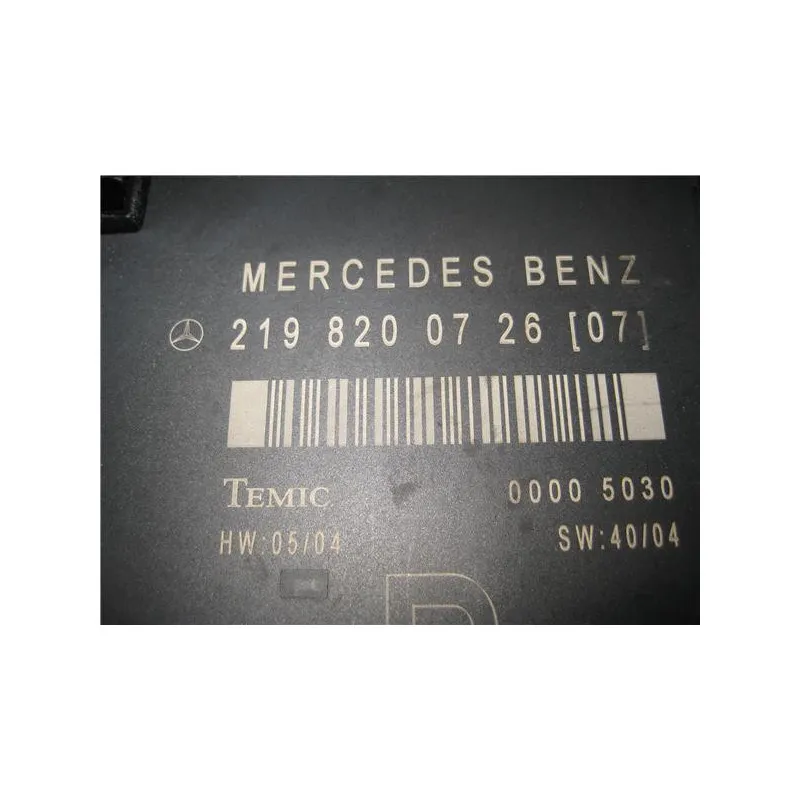 MERCEDES BENZ
219 820 07 26 [07]
TEMIC 0000 5030
HW:05/04 SW:40/04